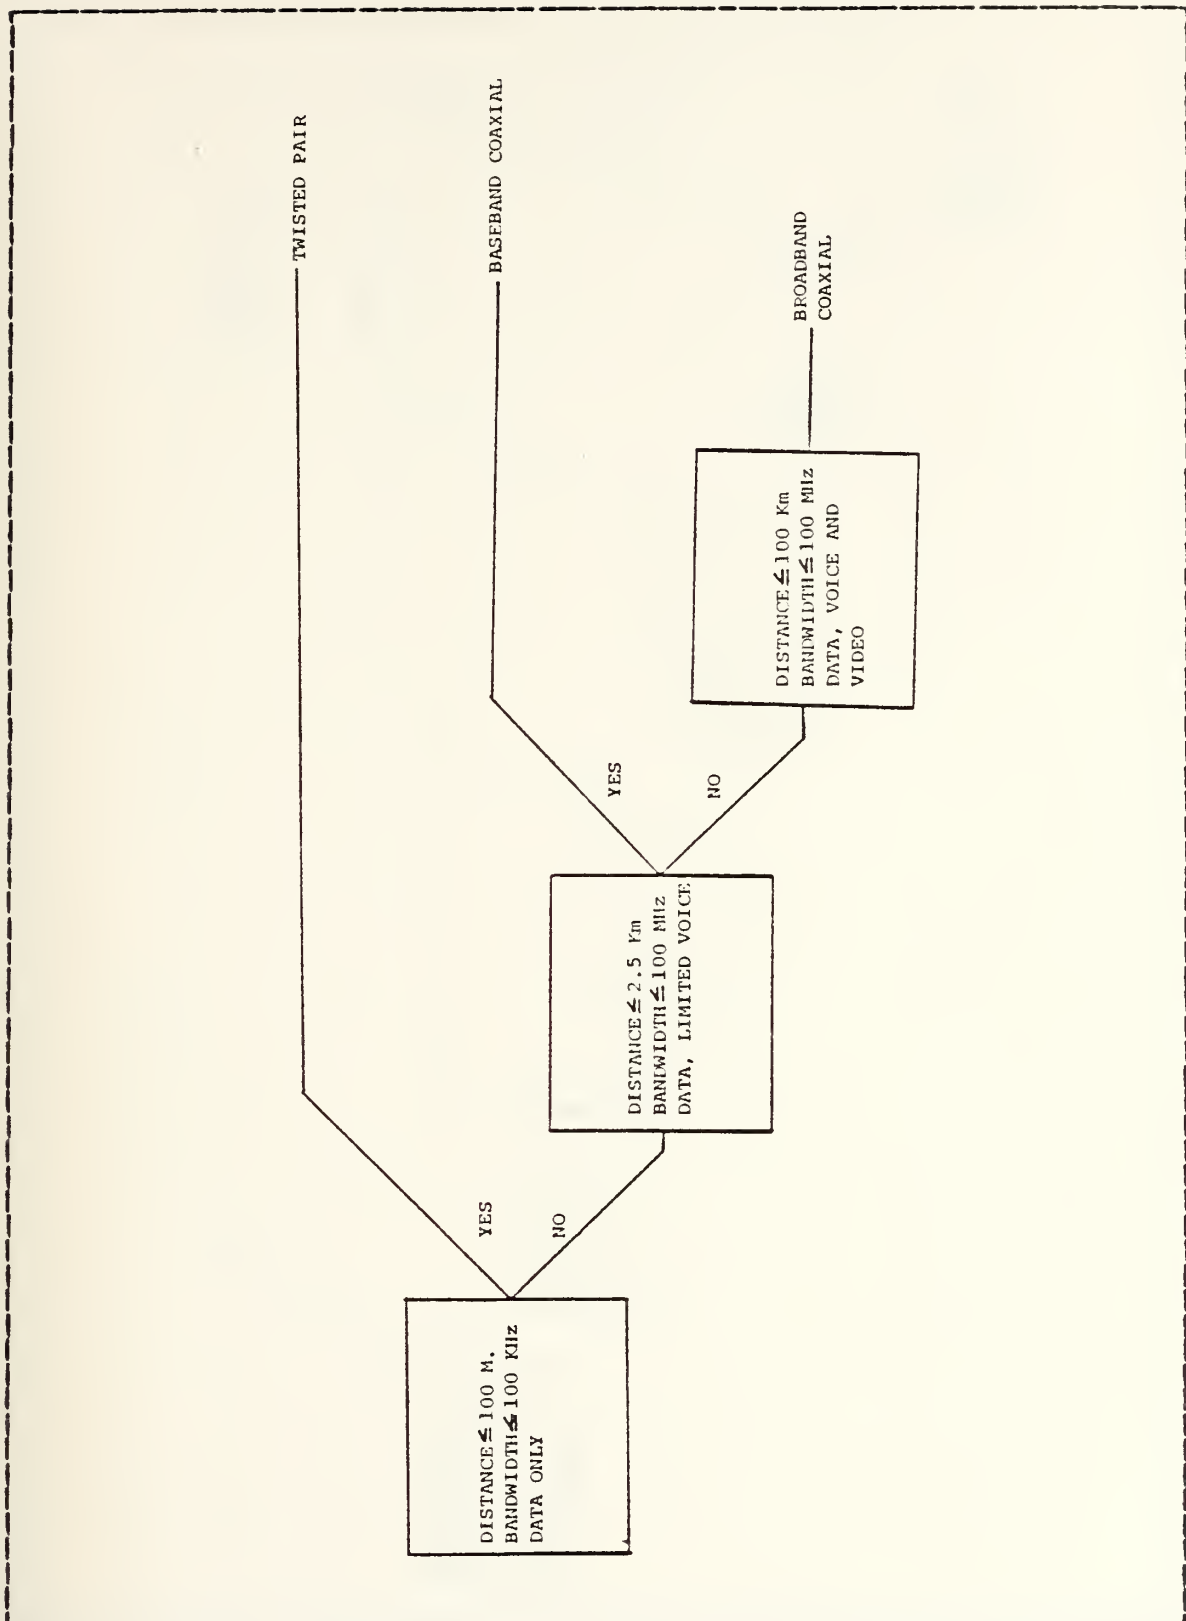 DISTANCE≤100 M.
BANDWIDTH≤100 KHz
DATA ONLY
YES
NO
TWISTED PAIR
DISTANCE≤2.5 Km
BANDWIDTH≤100 MHz
DATA, LIMITED VOICE
YES
NO
BASEBAND COAXIAL
DISTANCE≤100 Km
BANDWIDTH≤100 MHz
DATA, VOICE AND
VIDEO
BROADBAND
COAXIAL